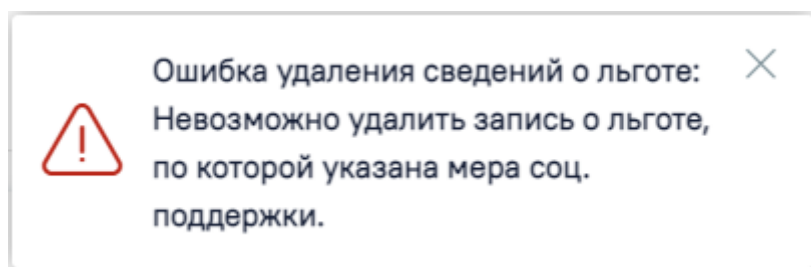 Ошибка удаления сведений о льготе:
Невозможно удалить запись о льготе,
по которой указана мера соц.
поддержки.